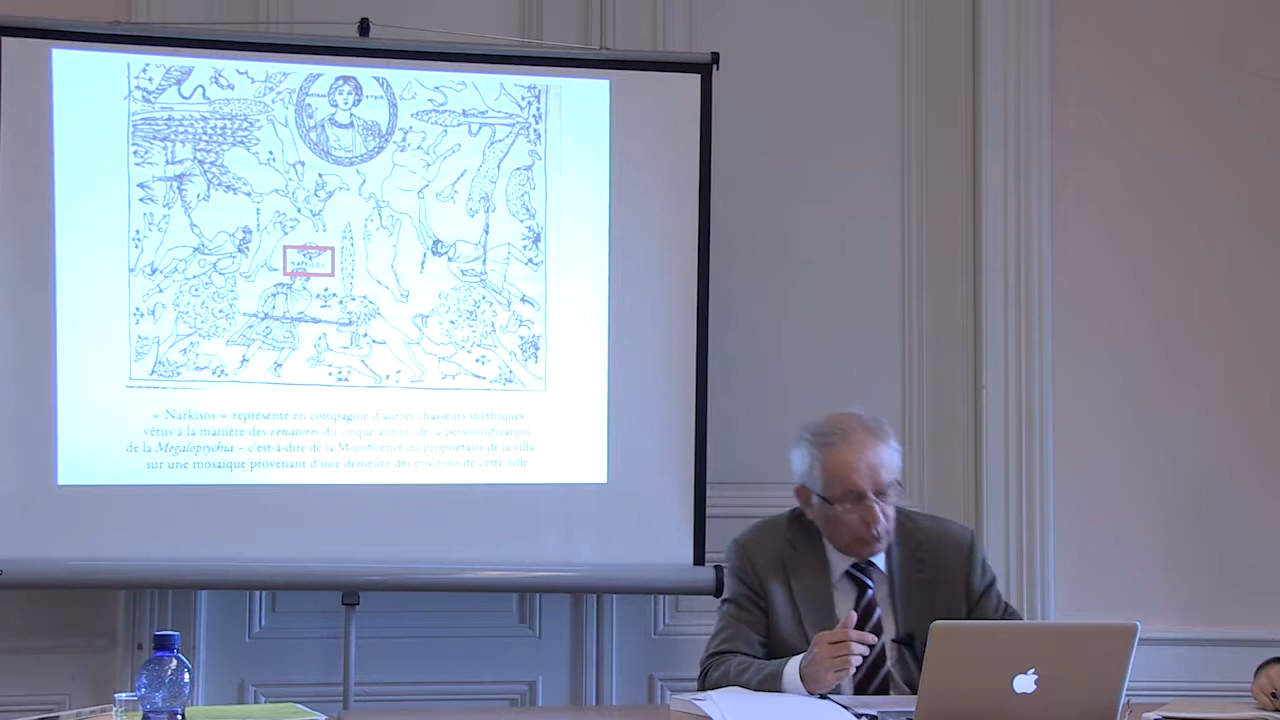 « Narkisos » représente en compagnie d'autres chasseurs mythiques
vêtus à la manière des venatores du cirque autour de la personnification
de la Megalopsychia – c'est-à-dire de la Munificence du propriétaire de la villa
sur une mosaïque provenant d'une demeure des environs de cette ville